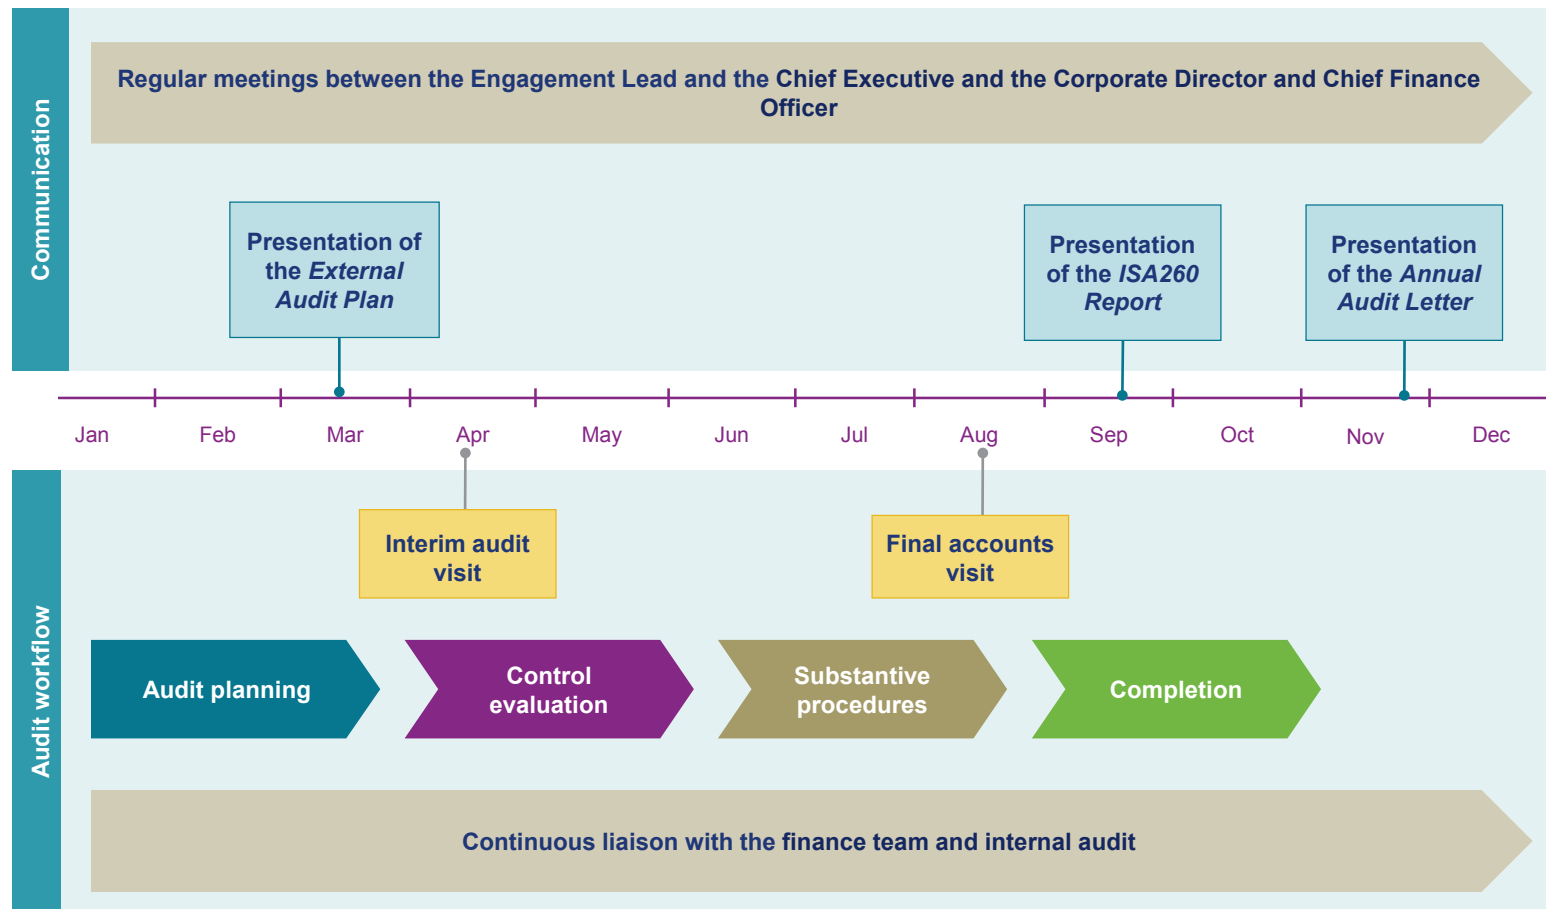 Communication
Regular meetings between the Engagement Lead and the Chief Executive and the Corporate Director and Chief Finance
Officer
Presentation of
the External
Audit Plan
Presentation
of the ISA260
Report
Presentation
of the Annual
Audit Letter
Jan Feb Mar Apr May Jun Jul Aug Sep Oct Nov Dec
Audit workflow
Interim audit
visit
Final accounts
visit
Audit planning
Control
evaluation
Substantive
procedures
Completion
Continuous liaison with the finance team and internal audit